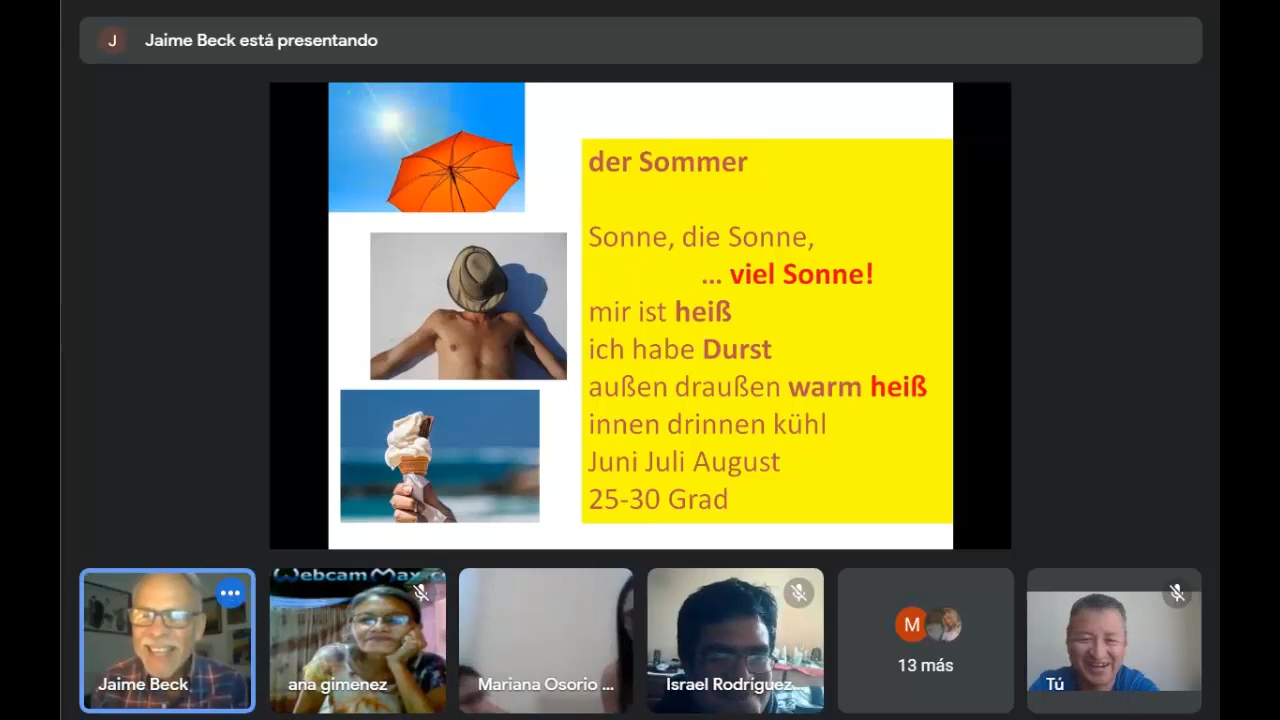 J
Jaime Beck está presentando
der Sommer
Sonne, die Sonne,
... viel Sonne!
mir ist heiß
ich habe Durst
außen draußen warm heiß
innen drinnen kühl
Juni Juli August
25-30 Grad
WebcamMax.c
Jaime Beck
ana gimenez
Mariana Osorio ...
Israel Rodriguez...
M
13 más
Tú